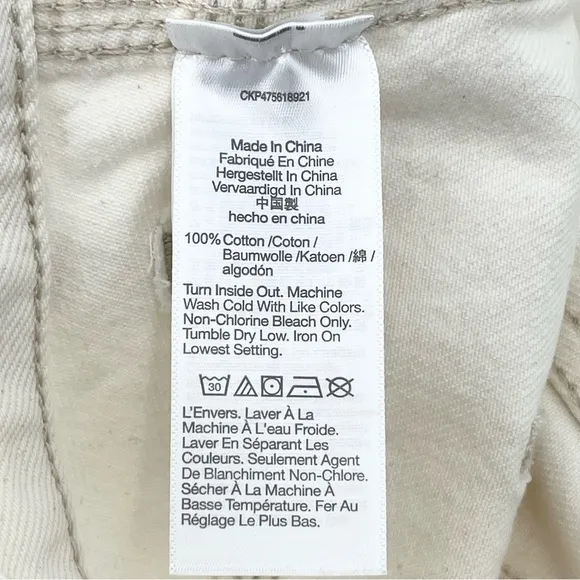 CKP475618921
Made In China
Fabriqué En Chine
Hergestellt In China
Vervaardigd In China
中国製
hecho en china
100% Cotton /Coton /
Baumwolle /Katoen /綿 /
algodón
Turn Inside Out. Machine
Wash Cold With Like Colors.
Non-Chlorine Bleach Only.
Tumble Dry Low. Iron On
Lowest Setting.
30
L'Envers. Laver À La
Machine À L'eau Froide.
Laver En Séparant Les
Couleurs. Seulement Agent
De Blanchiment Non-Chlore.
Sécher À La Machine À
Basse Température. Fer Au
Réglage Le Plus Bas.